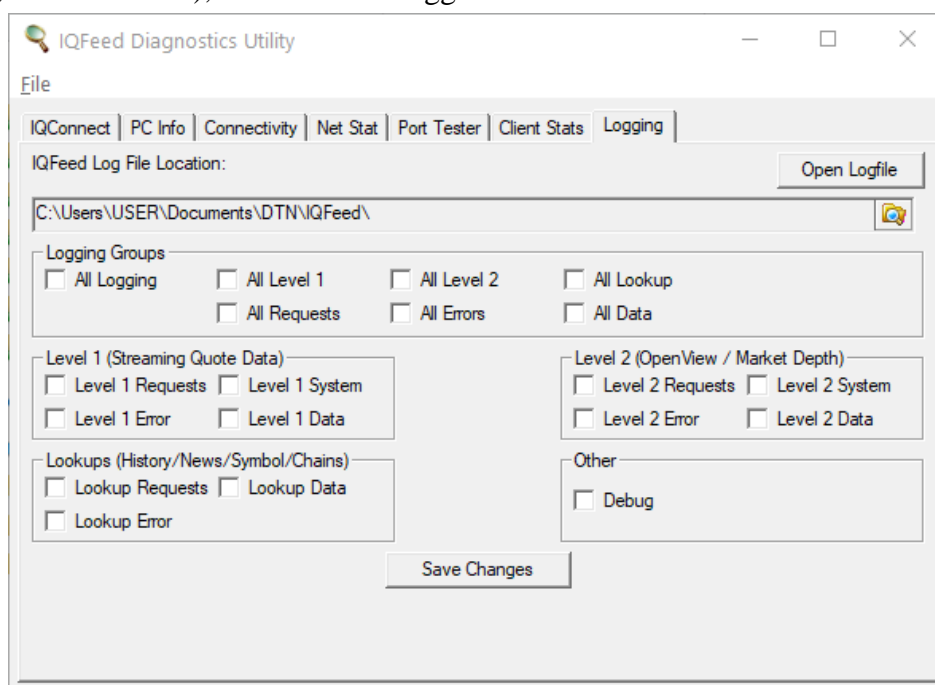 IQFeed Diagnostics Utility
File
IQConnect PC Info Connectivity Net Stat Port Tester Client Stats Logging
IQFeed Log File Location:
Open Logfile
C:\Users\USER\Documents\DTN\IQFeed\
Logging Groups
All Logging All Level 1 All Level 2 All Lookup
All Requests All Errors All Data
Level 1 (Streaming Quote Data)
Level 1 Requests Level 1 System
Level 1 Error Level 1 Data
Level 2 (OpenView / Market Depth)
Level 2 Requests Level 2 System
Level 2 Error Level 2 Data
Lookups (History/News/Symbol/Chains)
Lookup Requests Lookup Data
Lookup Error
Other
Debug
Save Changes